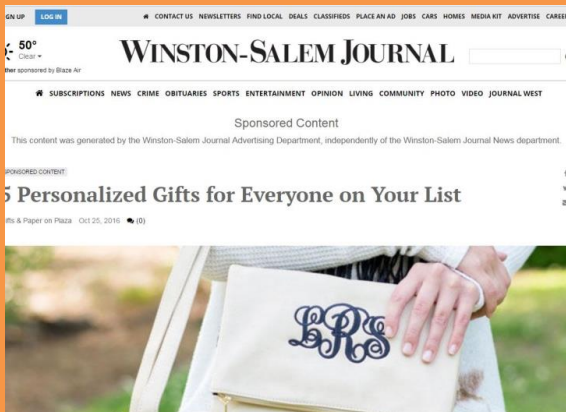 GN UP LOG IN CONTACT US NEWSLETTERS FIND LOCAL DEALS CLASSIFIEDS PLACE AN AD JOBS CARS HOMES MEDIA KIT ADVERTISE CAREE
50°
Clear
ther sponsored by Blaze Air
WINSTON-SALEM JOURNAL
SUBSCRIPTIONS NEWS CRIME OBITUARIES SPORTS ENTERTAINMENT OPINION LIVING COMMUNITY PHOTO VIDEO JOURNAL WEST
Sponsored Content
This content was generated by the Winston-Salem Journal Advertising Department, independently of the Winston-Salem Journal News department.
SPONSORED CONTENT
5 Personalized Gifts for Everyone on Your List
ifts & Paper on Plaza Oct 25, 2016 (0)
LRS